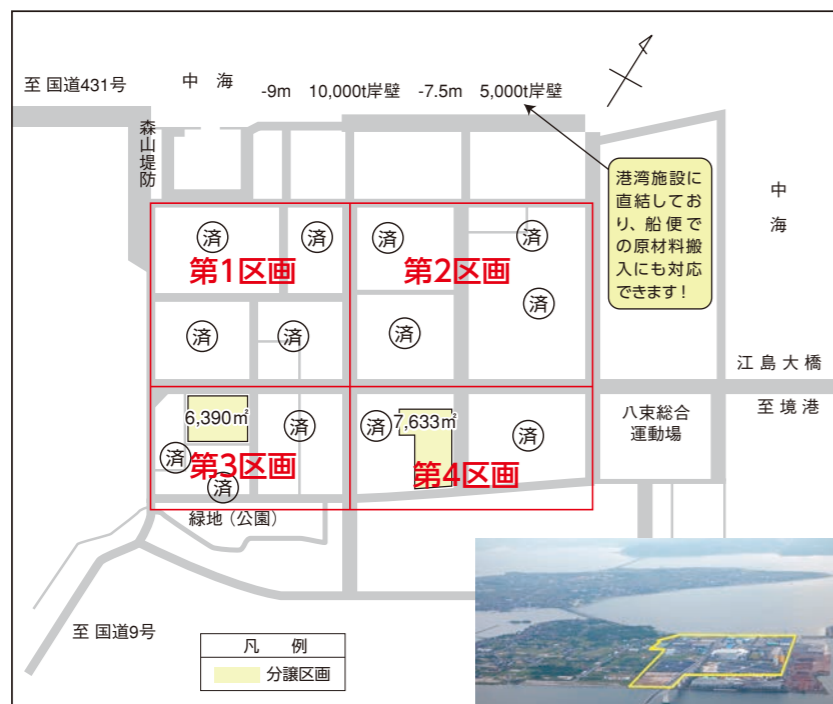 至 国道431号
中 海
-9m 10,000t岸壁 -7.5m 5,000t岸壁
森山堤防
港湾施設に
直結してお
り、船便で
の原材料搬
入にも対応
できます！
中海
済
済
済
済
第1区画
第2区画
済
済
済
済
江島大橋
至境港
6,390㎡
済
済
7,633㎡
済
八束総合
運動場
済
第3区画
第4区画
済
緑地（公園）
至 国道9号
凡 例
分譲区画